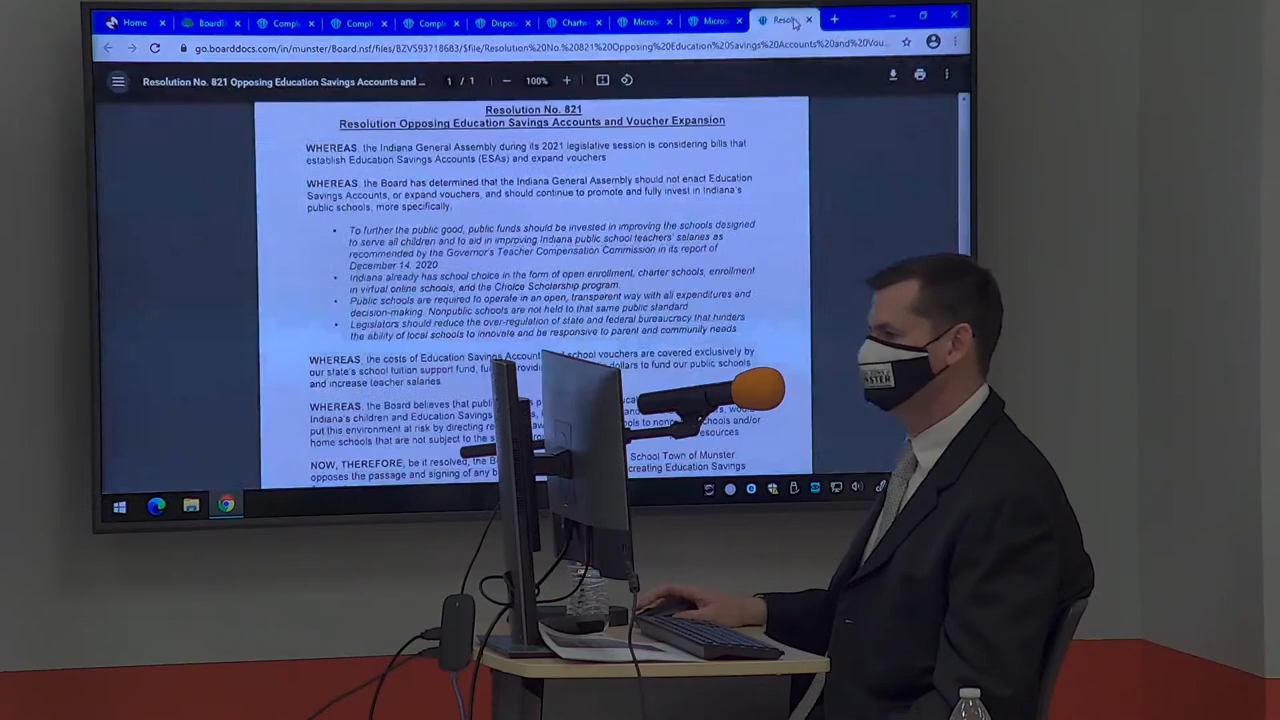 Home
BoardD
Compl
Compl
Compl
Dispos
Chartw
Micros
Micros
Resolu
go.boarddocs.com/in/munster/Board.nsf/files/BZVS93718683/$file/Resolution%20No.%20821%20Opposing%20Education%20Savings%20Accounts%20and%20Vou...
Resolution No. 821 Opposing Education Savings Accounts and ...
1 / 1
100%
Resolution No. 821
Resolution Opposing Education Savings Accounts and Voucher Expansion
WHEREAS, the Indiana General Assembly during its 2021 legislative session is considering bills that
establish Education Savings Accounts (ESAs) and expand vouchers
WHEREAS, the Board has determined that the Indiana General Assembly should not enact Education
Savings Accounts, or expand vouchers, and should continue to promote and fully invest in Indiana's
public schools, more specifically,
• To further the public good, public funds should be invested in improving the schools designed
to serve all children and to aid in improving Indiana public school teachers' salaries as
recommended by the Governor's Teacher Compensation Commission in its report of
December 14, 2020
• Indiana already has school choice in the form of open enrollment, charter schools, enrollment
in virtual online schools, and the Choice Scholarship program.
• Public schools are required to operate in an open, transparent way with all expenditures and
decision-making. Nonpublic schools are not held to that same public standard
• Legislators should reduce the over-regulation of state and federal bureaucracy that hinders
the ability of local schools to innovate and be responsive to parent and community needs
WHEREAS, the costs of Education Savings Account school vouchers are covered exclusively by
our state's school tuition support fund, dollars to fund our public schools
and increase teacher salaries
WHEREAS, the Board believes that publ
Indiana's children and Education Savings
put this environment at risk by directing schools and/or
home schools that are not subject to the resources
NOW, THEREFORE, be it resolved, the B School Town of Munster
opposes the passage and signing of any b creating Education Savings
TOWN
NSTER